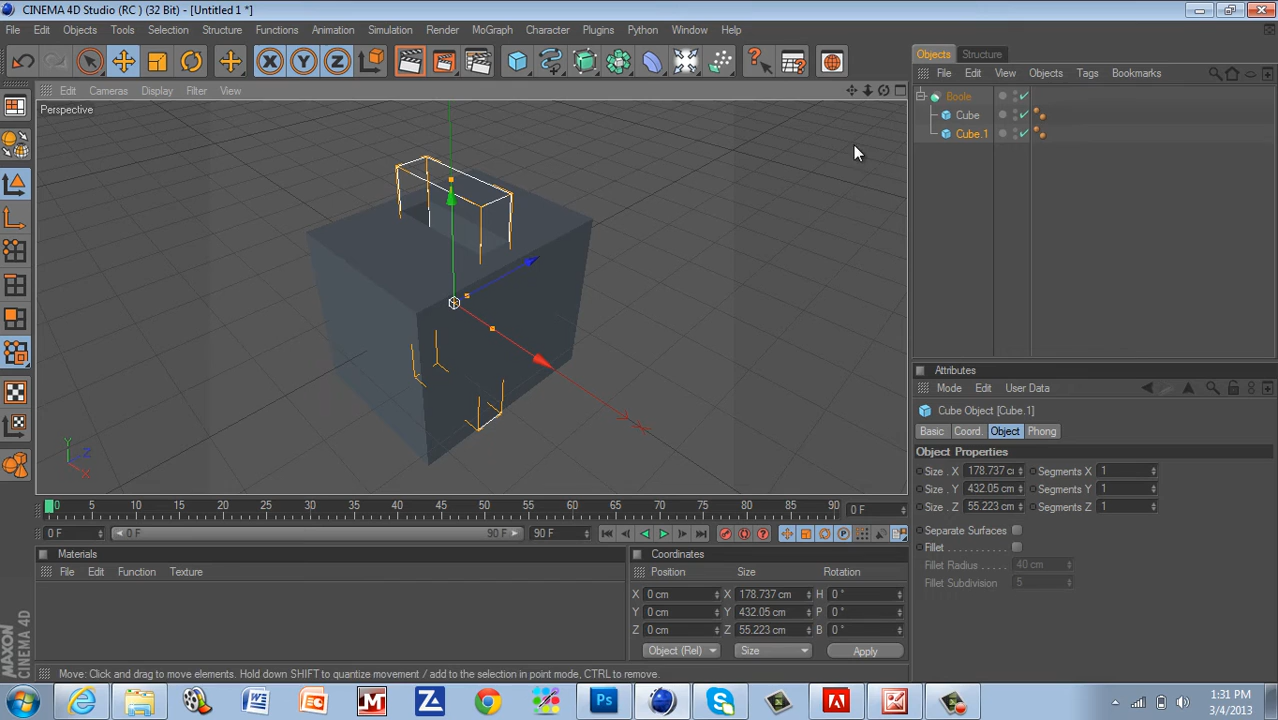 CINEMA 4D Studio (RC ) (32 Bit) - [Untitled 1 *]
File Edit Objects Tools Selection Structure Functions Animation Simulation Render MoGraph Character Plugins Python Window Help
X Y Z
Edit Cameras Display Filter View
Perspective
Y
Z
X
Objects Structure
File Edit View Objects Tags Bookmarks
Boole
Cube
Cube.1
Attributes
Mode Edit User Data
Cube Object [Cube.1]
Basic Coord Object Phong
Object Properties
Size . X 178.737 c Segments X 1
Size . Y 432.05 cm Segments Y 1
Size . Z 55.223 cm Segments Z 1
Separate Surfaces
Fillet . . . . . . . . . . .
Fillet Radius . . . . . 40 cm
Fillet Subdivision 5
0 5 10 15 20 25 30 35 40 45 50 55 60 65 70 75 80 85 90 0 F
0 F 0 F 90 F 90 F
Materials
File Edit Function Texture
Coordinates
Position Size Rotation
X 0 cm X 178.737 cm H 0 °
Y 0 cm Y 432.05 cm P 0 °
Z 0 cm Z 55.223 cm B 0 °
Object (Rel) Size Apply
MAXON
CINEMA 4D
Move: Click and drag to move elements. Hold down SHIFT to quantize movement / add to the selection in point mode, CTRL to remove.
1:31 PM
3/4/2013